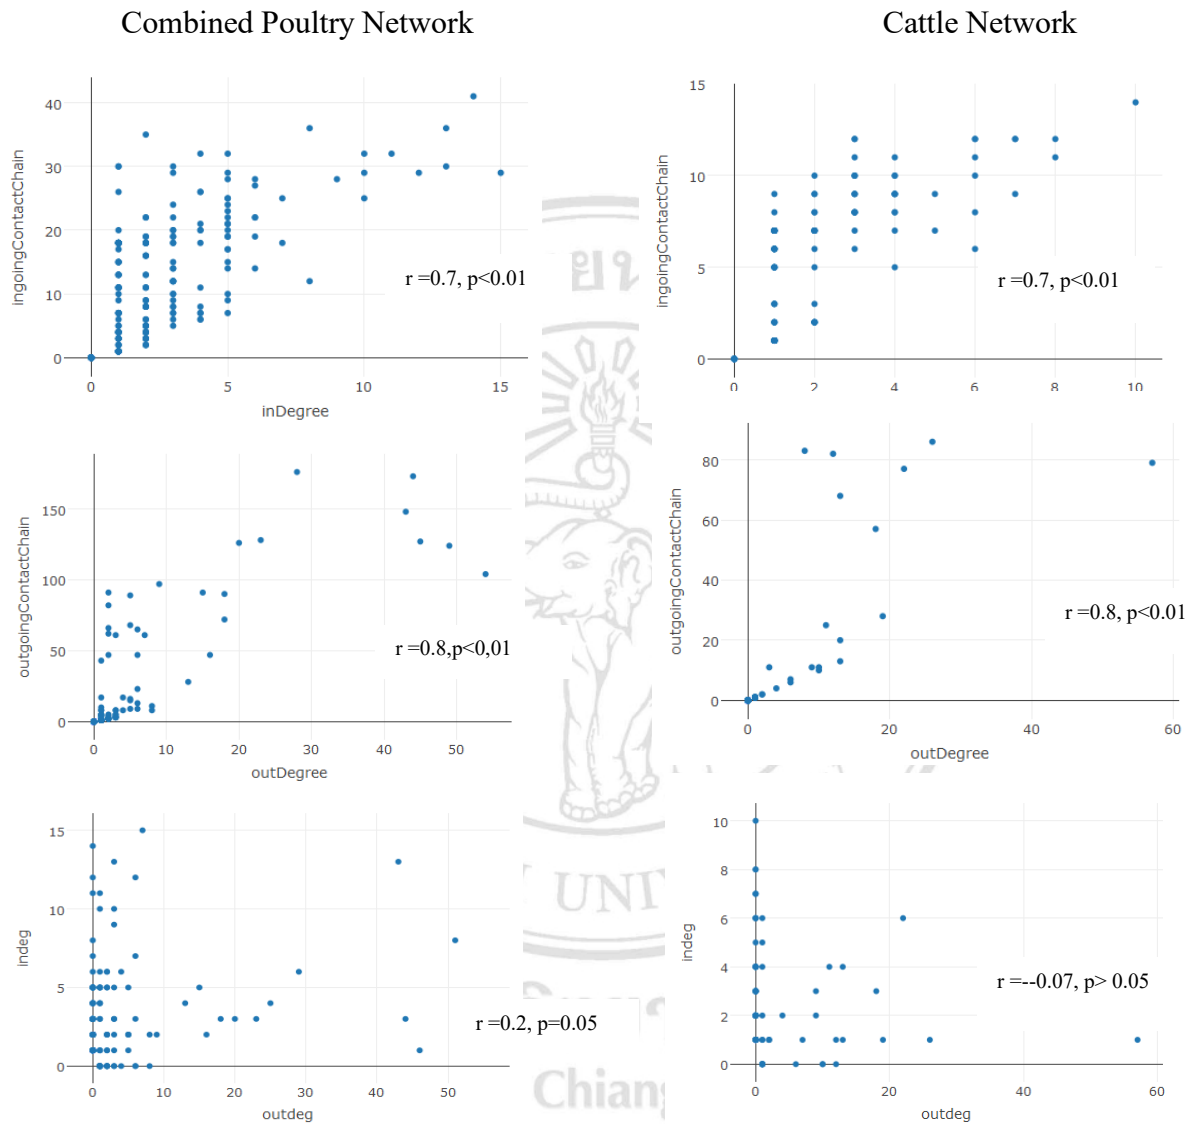 Combined Poultry Network
Cattle Network
ingoingContactChain
40
30
20
10
0
r =0.7, p<0.01
0 5 10 15
inDegree
ingoingContactChain
15
10
5
0
r =0.7, p<0.01
0 2 4 6 8 10
outgoingContactChain
150
100
50
0
r =0.8,p<0,01
0 10 20 30 40 50
outDegree
outgoingContactChain
80
60
40
20
0
r =0.8, p<0.01
0 20 40 60
outDegree
indeg
15
10
5
0
r =0.2, p=0.05
0 10 20 30 40 50
outdeg
indeg
10
8
6
4
2
0
r =--0.07, p> 0.05
0 20 40 60
outdeg
UNI
Chiang